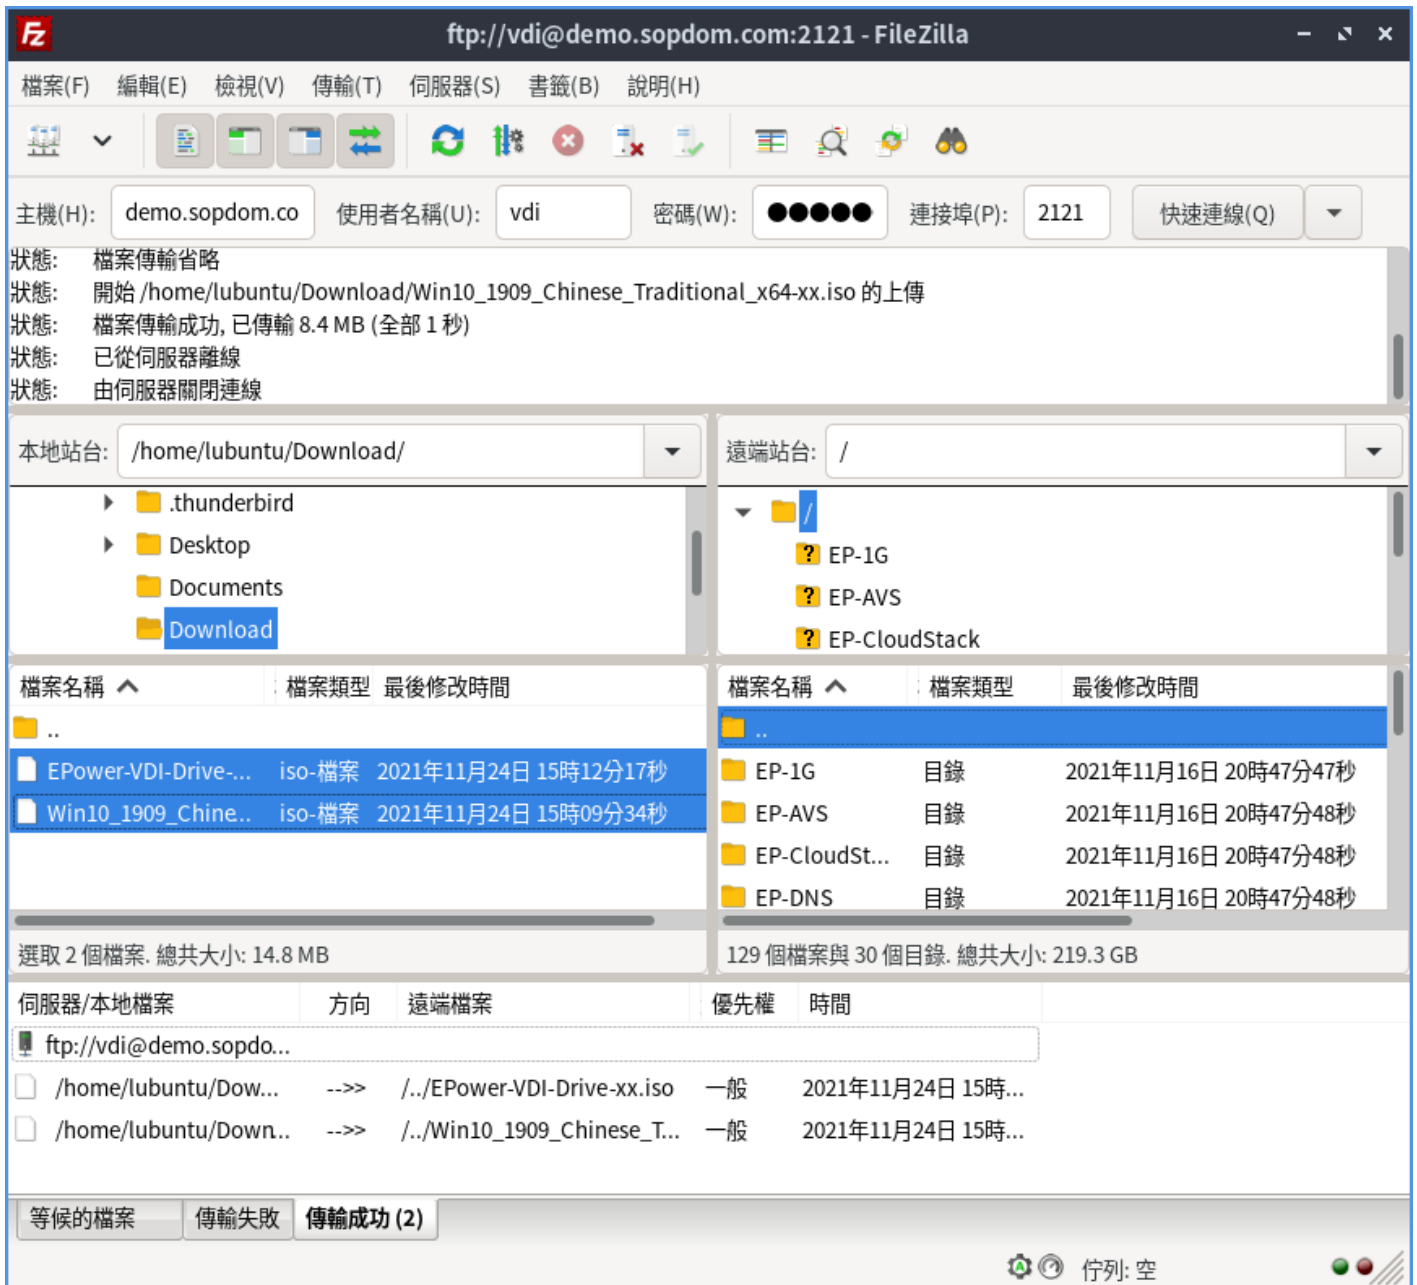 ftp://vdi@demo.sopdom.com:2121 - FileZilla
檔案(F) 編輯(E) 檢視(V) 傳輸(T) 伺服器(S) 書籤(B) 說明(H)
主機(H): demo.sopdom.co 使用者名稱(U): vdi 密碼(W): ●●●●● 連接埠(P): 2121 快速連線(Q)
狀態: 檔案傳輸省略
狀態: 開始 /home/lubuntu/Download/Win10_1909_Chinese_Traditional_x64-xx.iso 的上傳
狀態: 檔案傳輸成功, 已傳輸 8.4 MB (全部 1 秒)
狀態: 已從伺服器離線
狀態: 由伺服器關閉連線
本地站台: /home/lubuntu/Download/
.thunderbird
Desktop
Documents
Download
檔案名稱 檔案類型 最後修改時間
..
EPower-VDI-Drive-... iso-檔案 2021年11月24日 15時12分17秒
Win10_1909_Chine... iso-檔案 2021年11月24日 15時09分34秒
選取 2 個檔案. 總共大小: 14.8 MB
遠端站台: /
/
EP-1G
EP-AVS
EP-CloudStack
檔案名稱 檔案類型 最後修改時間
..
EP-1G 目錄 2021年11月16日 20時47分47秒
EP-AVS 目錄 2021年11月16日 20時47分48秒
EP-CloudSt... 目錄 2021年11月16日 20時47分48秒
EP-DNS 目錄 2021年11月16日 20時47分48秒
129 個檔案與 30 個目錄. 總共大小: 219.3 GB
伺服器/本地檔案 方向 遠端檔案 優先權 時間
ftp://vdi@demo.sopdo...
/home/lubuntu/Dow... -->> /../EPower-VDI-Drive-xx.iso 一般 2021年11月24日 15時...
/home/lubuntu/Down... -->> /../Win10_1909_Chinese_T... 一般 2021年11月24日 15時...
等候的檔案 傳輸失敗 傳輸成功 (2)
佇列: 空